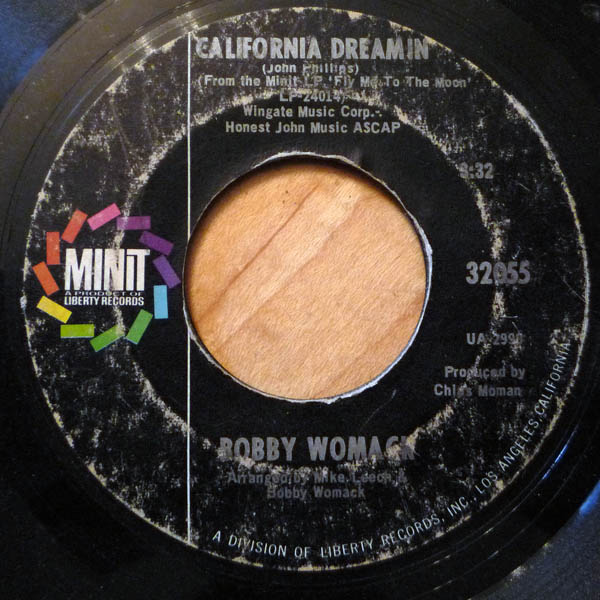 CALIFORNIA DREAMIN
(John Phillips)
(From the Minit LP 'Fly Me To The Moon'
LP-24014)
Wingate Music Corp.-
Honest John Music ASCAP
3:32
MINIT
A PRODUCT OF
LIBERTY RECORDS
32055
UA-299
Produced by
Chips Moman
BOBBY WOMACK
Arranged by Mike Leech &
Bobby Womack
A DIVISION OF LIBERTY RECORDS, INC., LOS ANGELES, CALIFORNIA